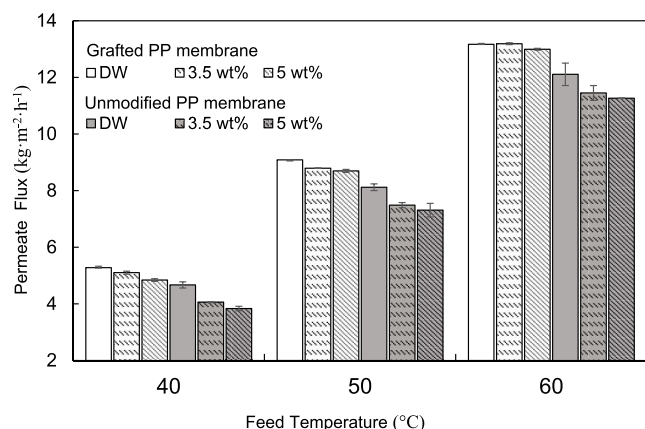 14
12
10
8
6
4
2
Permeate Flux (kg·m⁻²·h⁻¹)
Grafted PP membrane
DW 3.5 wt% 5 wt%
Unmodified PP membrane
DW 3.5 wt% 5 wt%
40 50 60
Feed Temperature (°C)